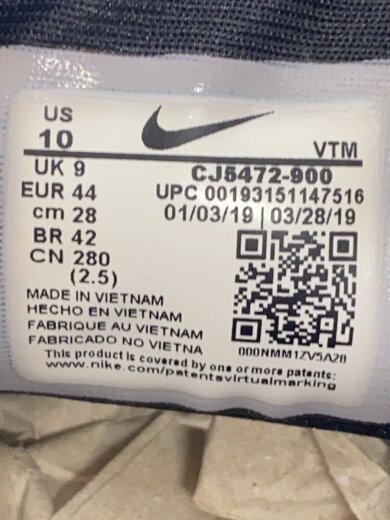 US
10
VTM
UK 9
CJ5472-900
EUR 44
UPC 00193151147516
cm 28
01/03/19 | 03/28/19
BR 42
CN 280
(2.5)
MADE IN VIETNAM
HECHO EN VIETNAM
FABRIQUE AU VIETNAM
FABRICADO NO VIETNA
000NMM1ZV5A20
This product is covered by one or more patents:
www.nike.com/patentsvirtualmarking